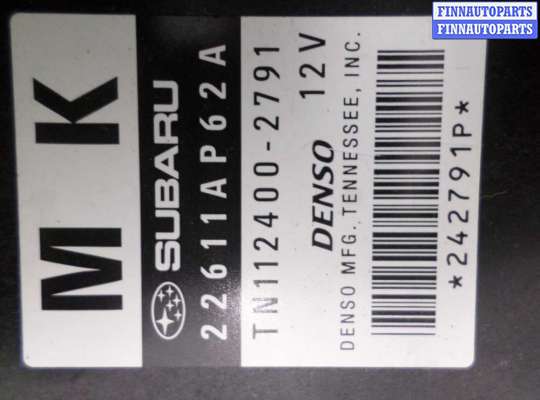 FINNAUTOPARTS
FINNAUTOPARTS
MK
SUBARU
22611AP62A
TN112400-2791
DENSO 12V
DENSO MFG. TENNESSEE, INC.
*242791P*